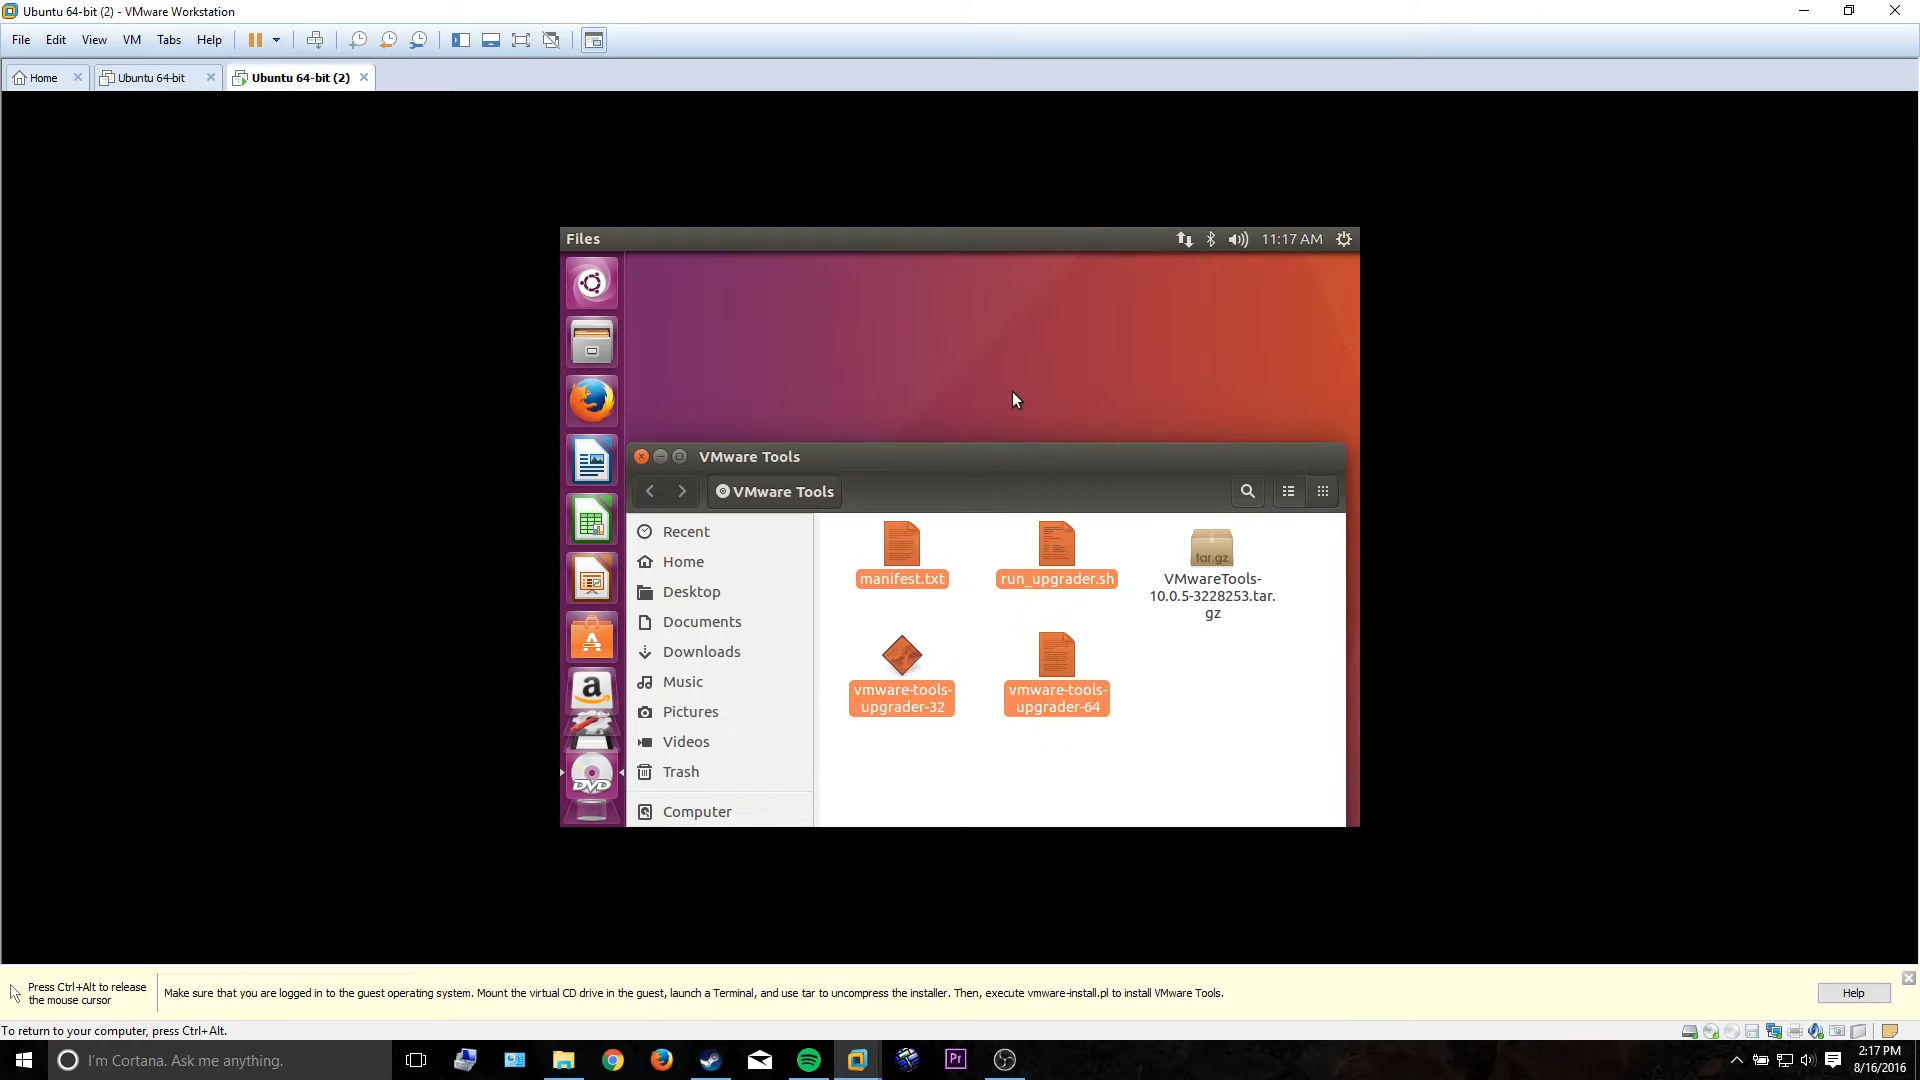 Ubuntu 64-bit (2) - VMware Workstation
File Edit View VM Tabs Help
Home Ubuntu 64-bit Ubuntu 64-bit (2)
Files 11:17 AM
VMware Tools
VMware Tools
Recent
Home
Desktop
Documents
Downloads
Music
Pictures
Videos
Trash
Computer
manifest.txt
run_upgrader.sh
VMwareTools-
10.0.5-3228253.tar.
gz
tar.gz
vmware-tools-
upgrader-32
vmware-tools-
upgrader-64
A
a
DVD
Press Ctrl+Alt to release
the mouse cursor
Make sure that you are logged in to the guest operating system. Mount the virtual CD drive in the guest, launch a Terminal, and use tar to uncompress the installer. Then, execute vmware-install.pl to install VMware Tools.
Help
To return to your computer, press Ctrl+Alt.
I'm Cortana. Ask me anything.
Pr
2:17 PM
8/16/2016